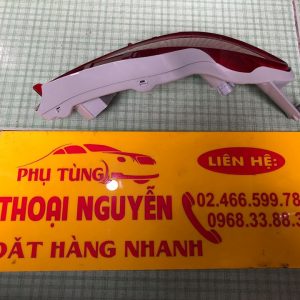 PHỤ TÙNG
THOẠI NGUYỄN
ĐẶT HÀNG NHANH
LIÊN HỆ:
02.466.599.78
0968.33.88.3